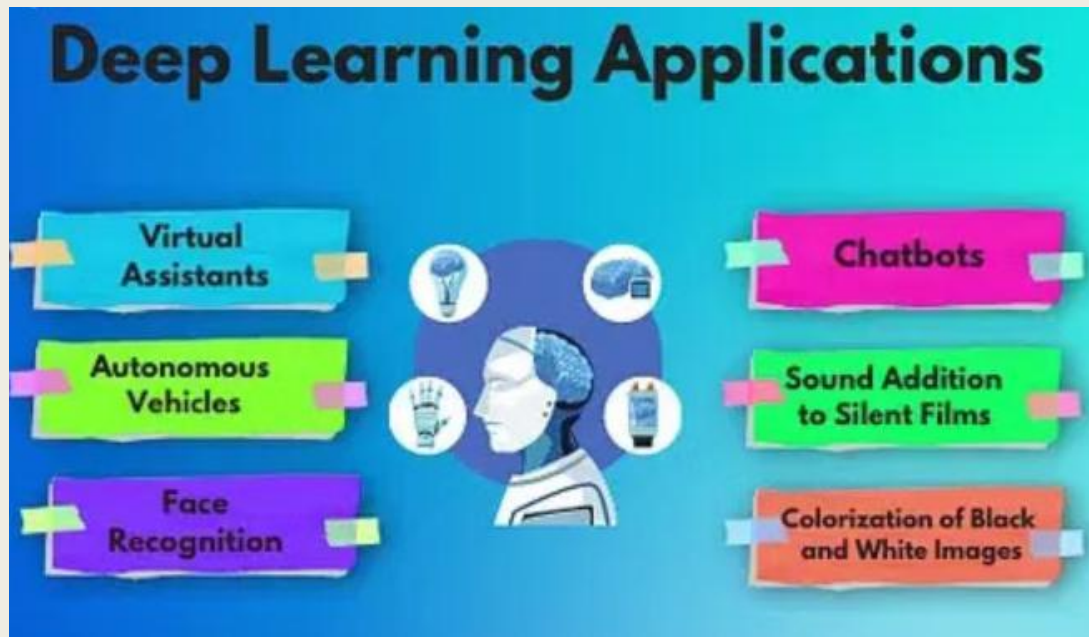 Deep Learning Applications
Virtual
Assistants
Autonomous
Vehicles
Face
Recognition
Chatbots
Sound Addition
to Silent Films
Colorization of Black
and White Images